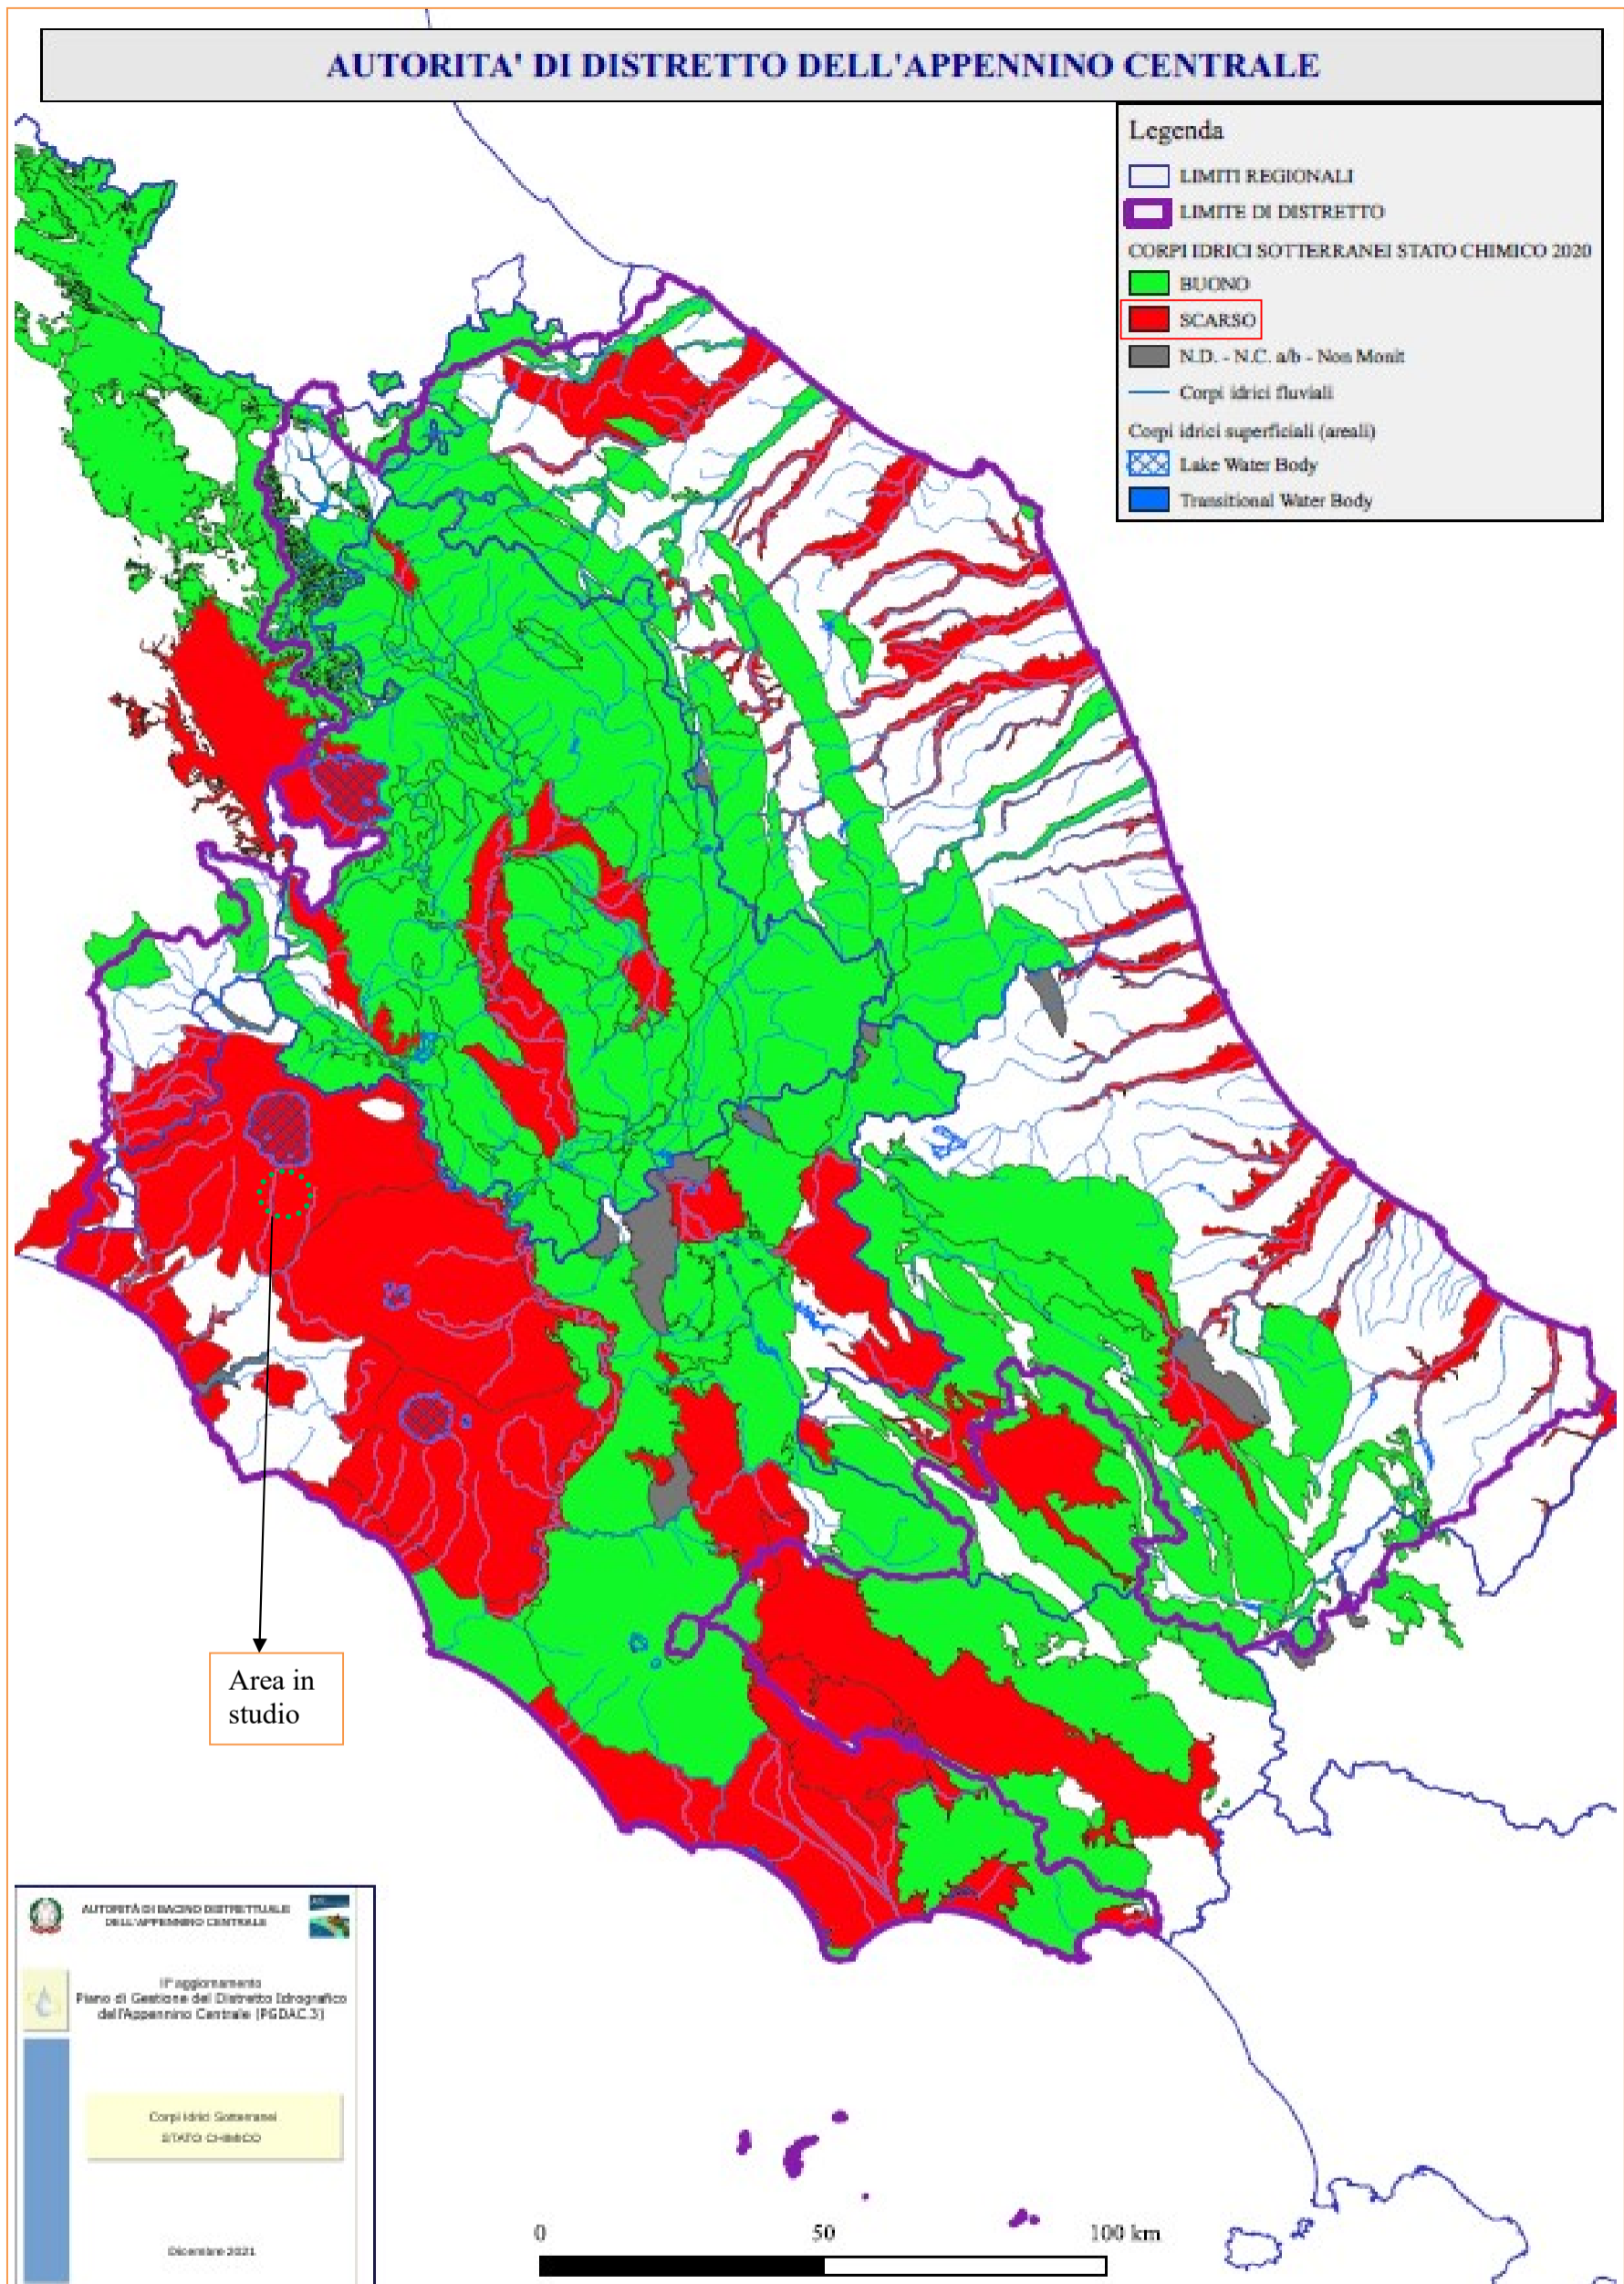 AUTORITA' DI DISTRETTO DELL'APPENNINO CENTRALE
Legenda
LIMITI REGIONALI
LIMITE DI DISTRETTO
CORPI IDRICI SOTTERRANEI STATO CHIMICO 2020
BUONO
SCARSO
N.D. - N.C. a/b - Non Monit
Corpi idrici fluviali
Corpi idrici superficiali (areali)
Lake Water Body
Transitional Water Body
Area in
studio
AUTORITÀ DI BACINO DISTRETTUALE
DELL'APPENNINO CENTRALE
II° aggiornamento
Piano di Gestione del Distretto Idrografico
dell'Appennino Centrale (PGDAC.3)
Corpi Idrici Sotterranei
STATO CHIMICO
Dicembre 2021
0 50 100 km